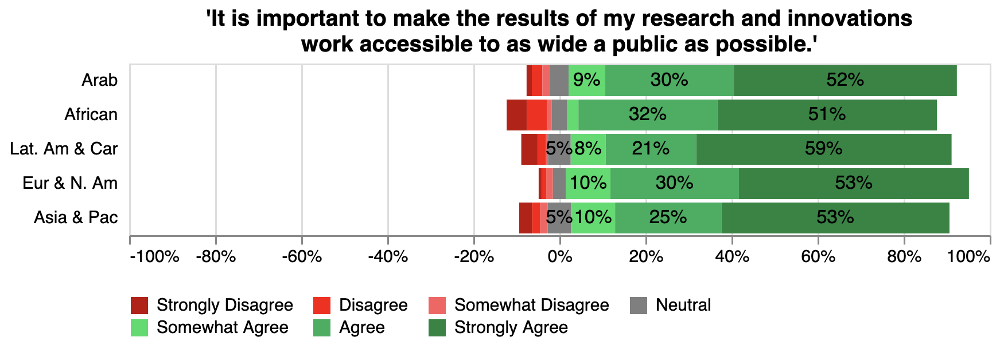 'It is important to make the results of my research and innovations
work accessible to as wide a public as possible.'
Arab 9% 30% 52%
African 32% 51%
Lat. Am & Car 5% 8% 21% 59%
Eur & N. Am 10% 30% 53%
Asia & Pac 5% 10% 25% 53%
-100% -80% -60% -40% -20% 0% 20% 40% 60% 80% 100%
Strongly Disagree Disagree Somewhat Disagree Neutral
Somewhat Agree Agree Strongly Agree